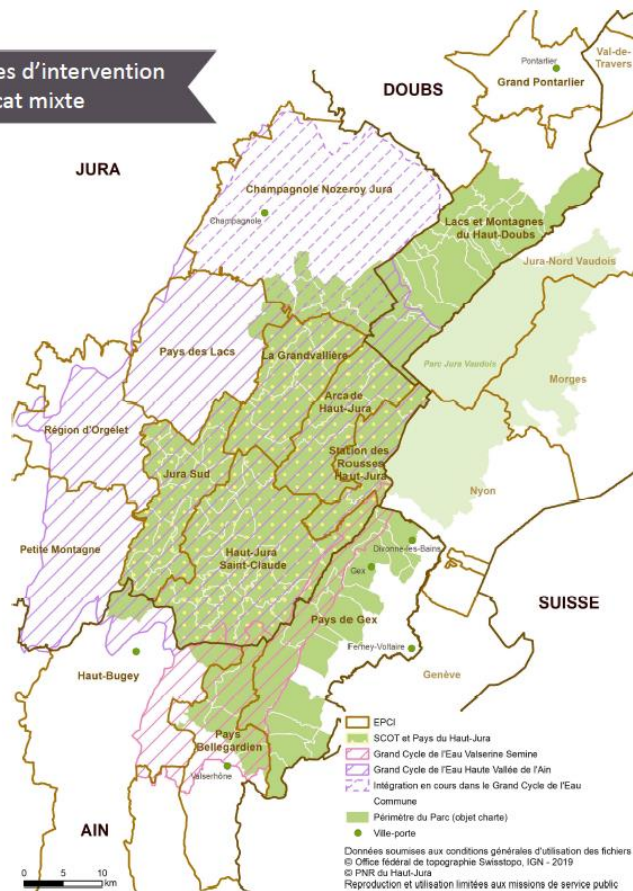 es d'intervention
cat mixte
DOUBS
Pontarlier
Grand Pontarlier
Val-de-
Travers
JURA
Champagnole Nozeroy Jura
Champagnole
Lacs et Montagnes
du Haut-Doubs
Jura-Nord Vaudois
Pays des Lacs
La Grandvallière
Parc Jura Vaudois
Morges
Arcade
Haut-Jura
Région d'Orgelet
Jura Sud
Station des
Rousses
Haut-Jura
Nyon
Petite Montagne
Haut-Jura
Saint-Claude
Divonne-les-Bains
Gex
SUISSE
Pays de Gex
Ferney-Voltaire
Genève
Haut-Bugey
Pays
Bellegardien
Valserhône
AIN
EPCI
SCOT et Pays du Haut-Jura
Grand Cycle de l'Eau Valserine Semine
Grand Cycle de l'Eau Haute Vallée de l'Ain
Intégration en cours dans le Grand Cycle de l'Eau
Commune
Périmètre du Parc (objet charte)
Ville-porte
Données soumises aux conditions générales d'utilisation des fichiers
© Office fédéral de topographie Swisstopo, IGN - 2019
© PNR du Haut-Jura
Reproduction et utilisation limitées aux missions de service public
0 5 10
km